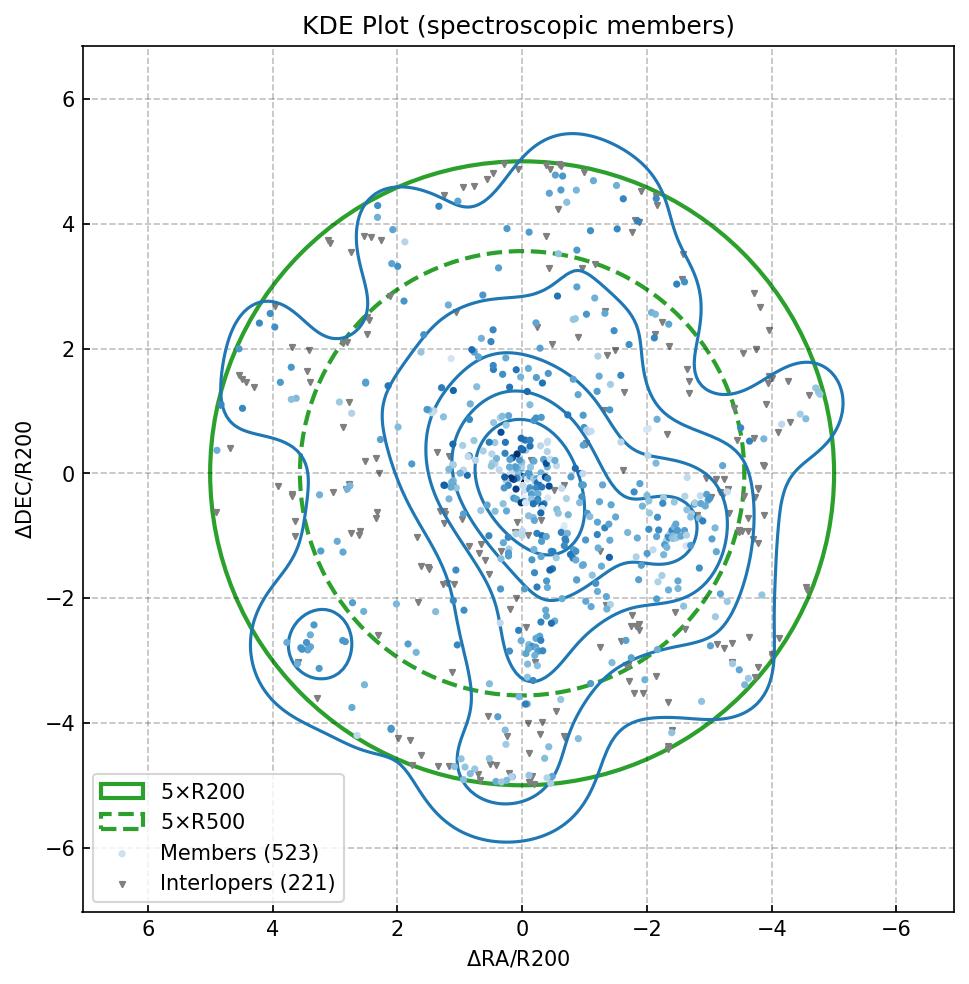 KDE Plot (spectroscopic members)
6
4
2
0
−2
−4
−6
ΔDEC/R200
5×R200
5×R500
Members (523)
Interlopers (221)
6
4
2
0
−2
−4
−6
ΔRA/R200